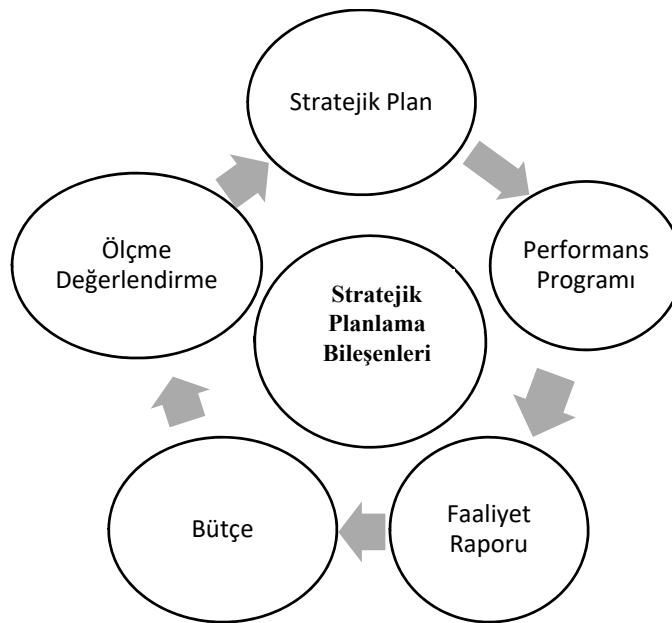 Stratejik Plan
Performans
Programı
Faaliyet
Raporu
Bütçe
Ölçme
Değerlendirme
Stratejik
Planlama
Bileşenleri